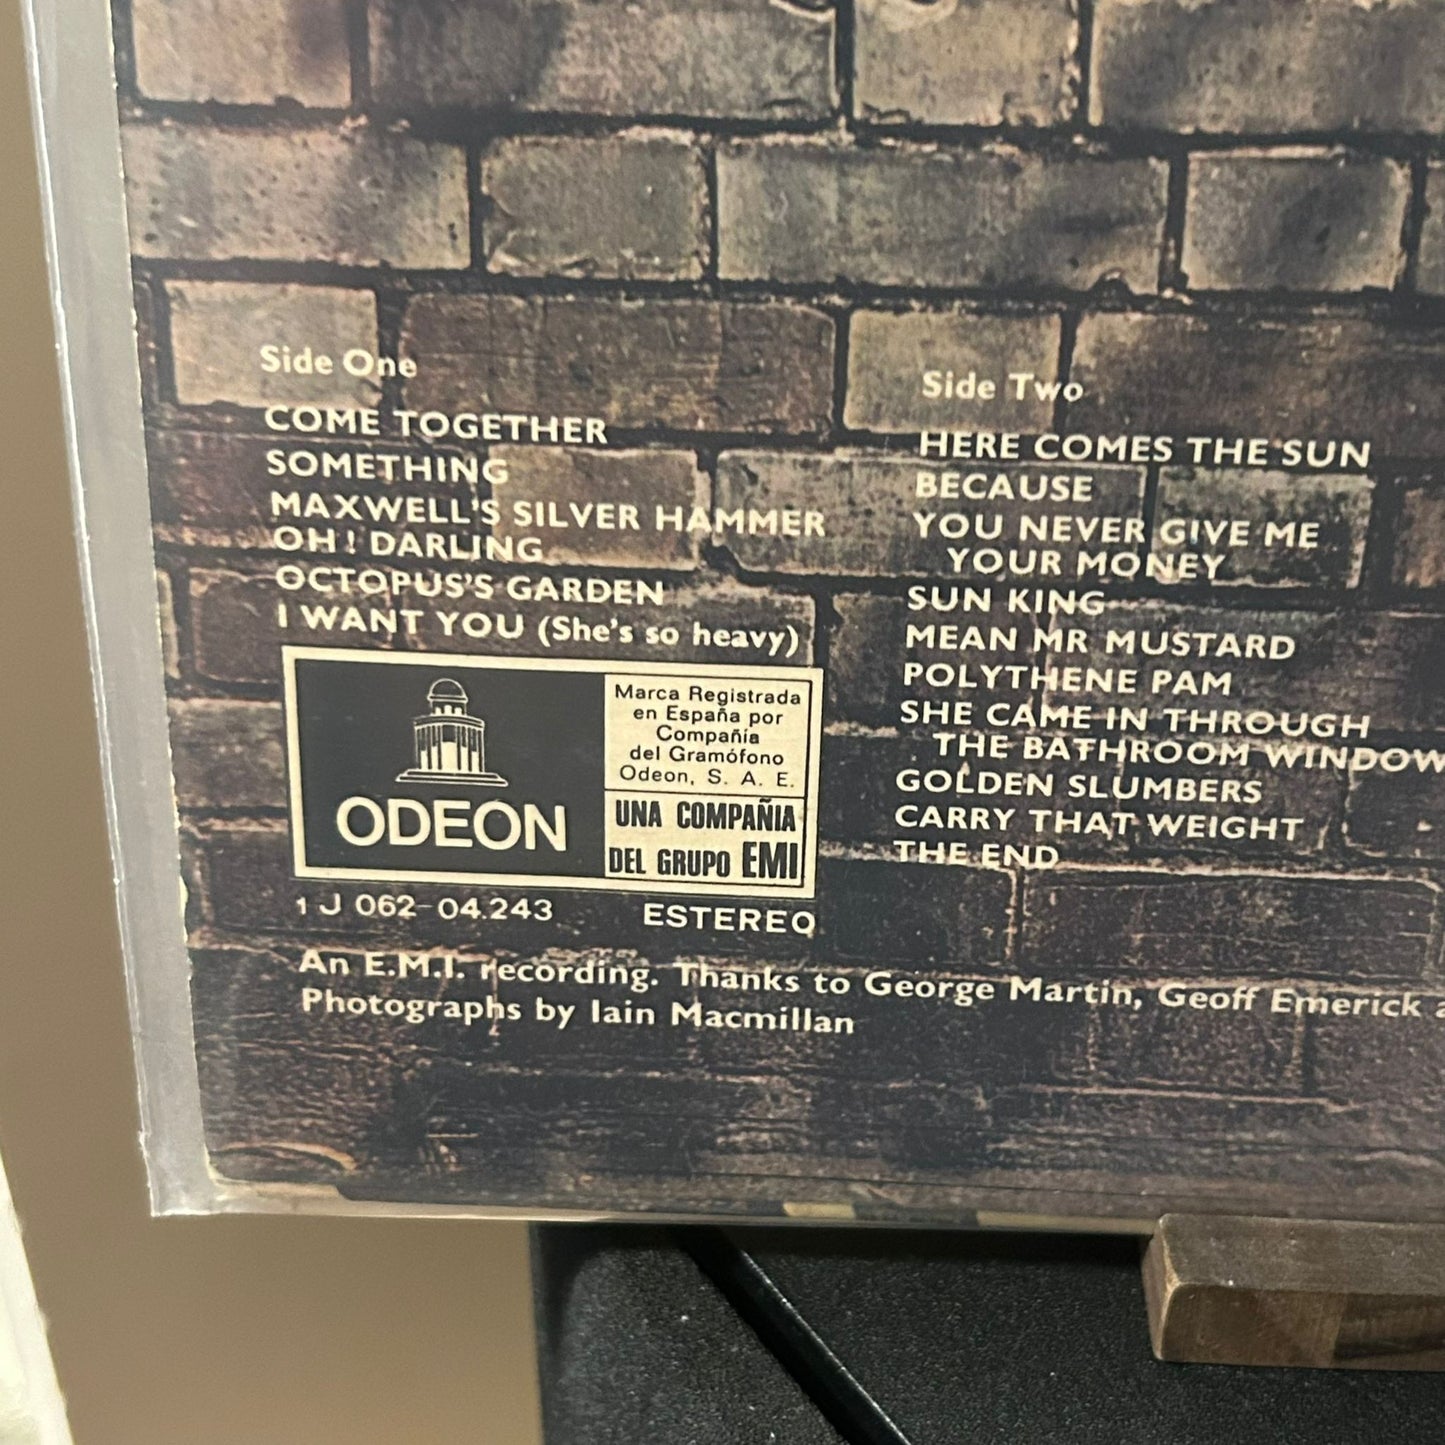 Side One
COME TOGETHER
SOMETHING
MAXWELL'S SILVER HAMMER
OH! DARLING
OCTOPUS'S GARDEN
I WANT YOU (She's so heavy)
Side Two
HERE COMES THE SUN
BECAUSE
YOU NEVER GIVE ME
YOUR MONEY
SUN KING
MEAN MR MUSTARD
POLYTHENE PAM
SHE CAME IN THROUGH
THE BATHROOM WINDOW
GOLDEN SLUMBERS
CARRY THAT WEIGHT
THE END
ODEON
Marca Registrada
en España por
Compañía
del Gramófono
Odeon, S. A. E.
UNA COMPAÑIA
DEL GRUPO EMI
1 J 062-04.243 ESTEREO
An E.M.I. recording. Thanks to George Martin, Geoff Emerick
Photographs by Iain Macmillan